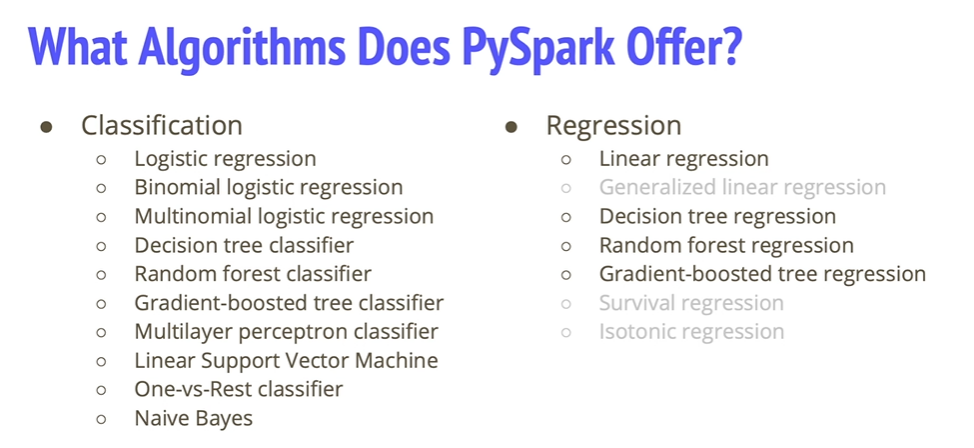 What Algorithms Does PySpark Offer?
● Classification
○ Logistic regression
○ Binomial logistic regression
○ Multinomial logistic regression
○ Decision tree classifier
○ Random forest classifier
○ Gradient-boosted tree classifier
○ Multilayer perceptron classifier
○ Linear Support Vector Machine
○ One-vs-Rest classifier
○ Naive Bayes
● Regression
○ Linear regression
○ Generalized linear regression
○ Decision tree regression
○ Random forest regression
○ Gradient-boosted tree regression
○ Survival regression
○ Isotonic regression